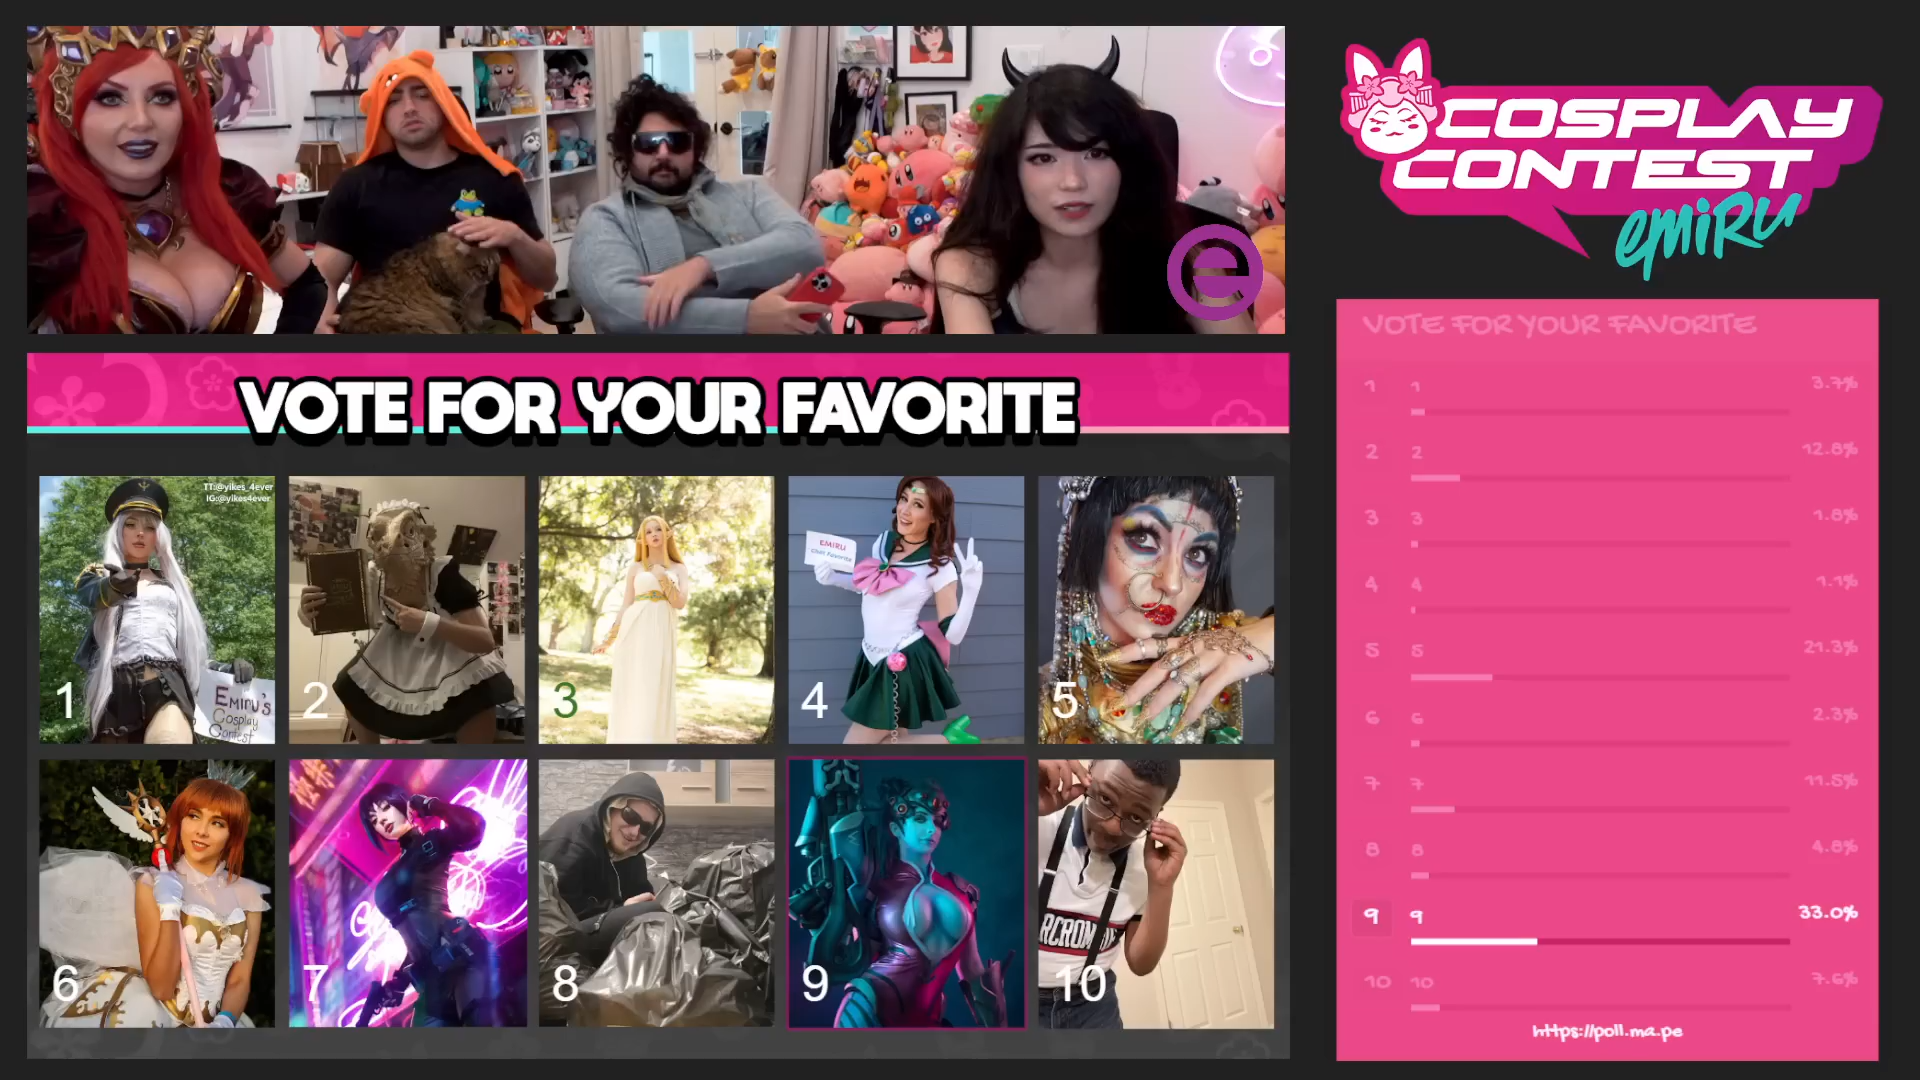 COSPLAY
CONTEST
emiru
e
VOTE FOR YOUR FAVORITE
TT:@yikes_4ever
IG:@yikes4ever
Emiru's
Cosplay
Contest
1
2
3
EMIRU
4
5
6
7
8
9
RCROM
10
VOTE FOR YOUR FAVORITE
1 1 3.7%
2 2 12.8%
3 3 1.8%
4 4 1.1%
5 5 21.3%
6 6 2.3%
7 7 11.5%
8 8 4.8%
9 9 33.0%
10 10 7.6%
https://poll.ma.pe